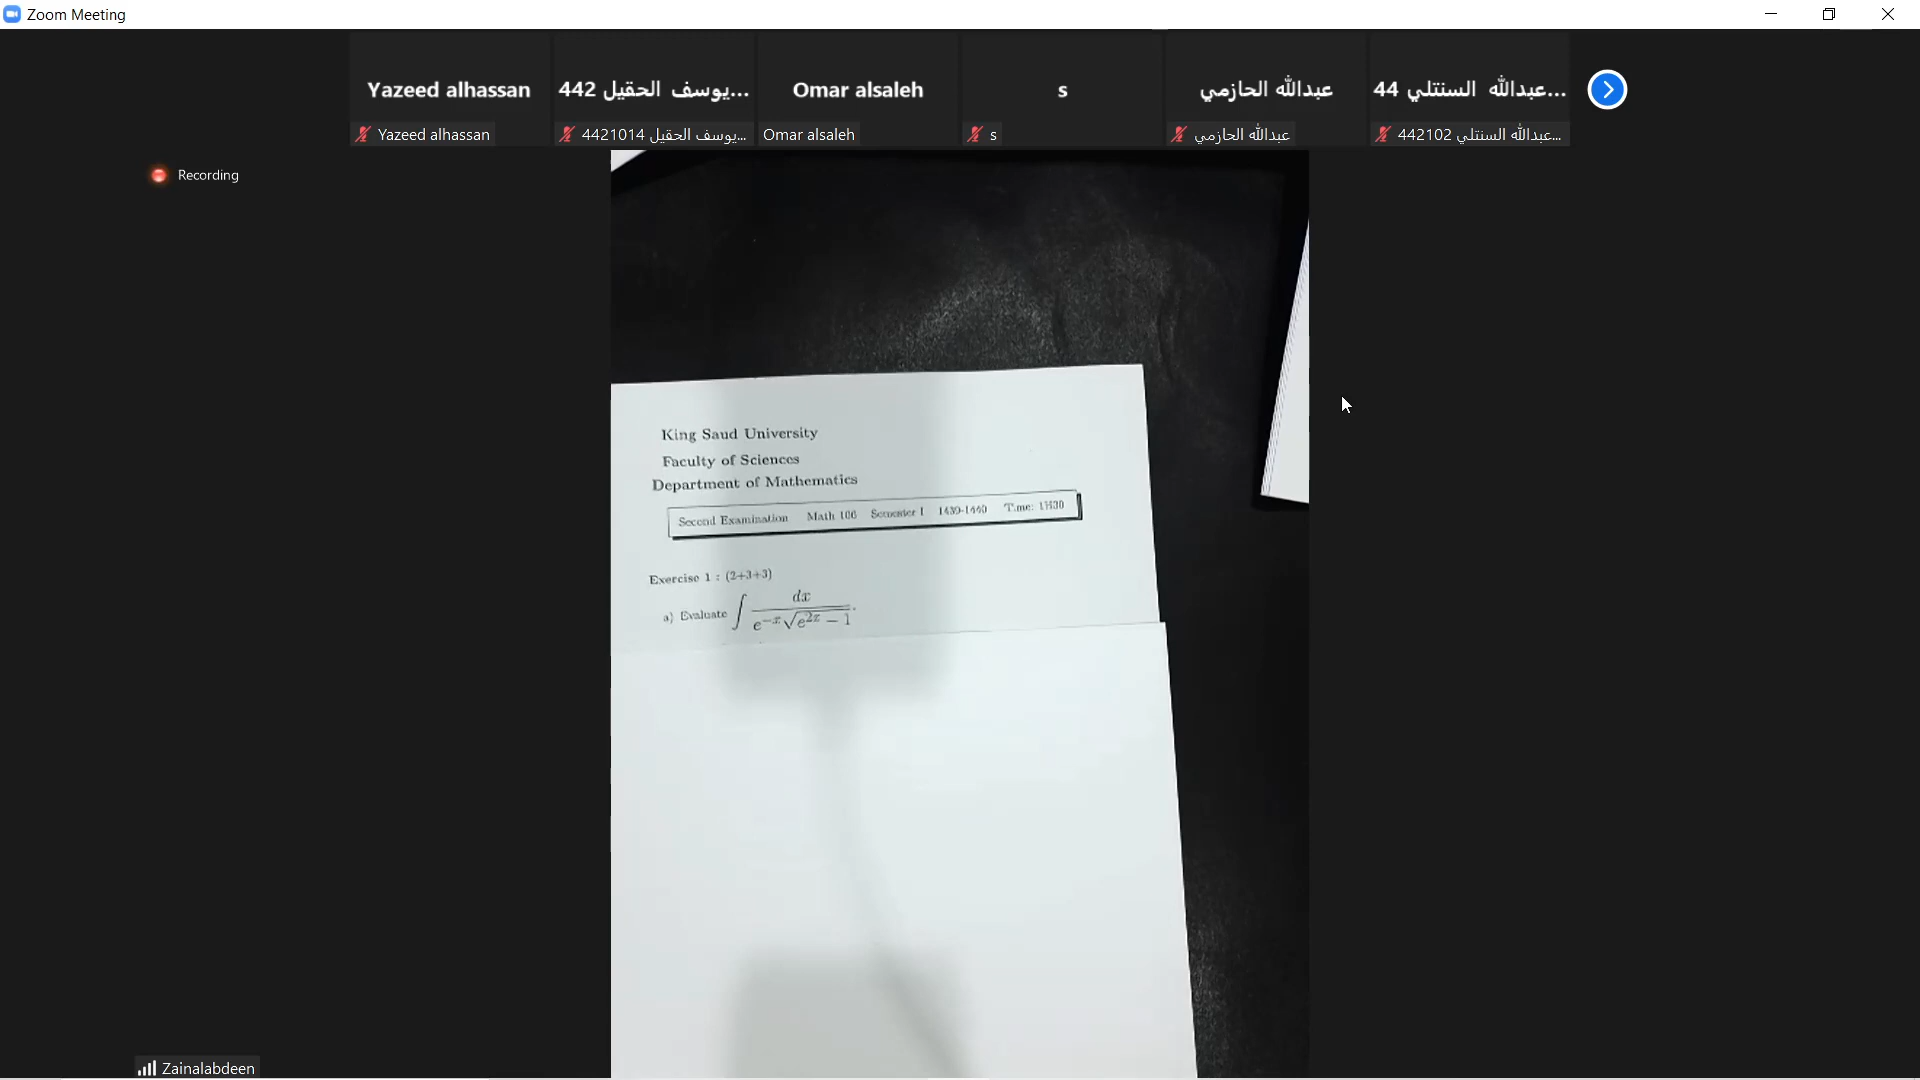 Zoom Meeting
Yazeed alhassan
يوسف الحقيل 442...
Omar alsaleh
s
عبدالله الحازمي
عبدالله السنتلي 44...
Yazeed alhassan
يوسف الحقيل 4421014...
Omar alsaleh
s
عبدالله الحازمي
عبدالله السنتلي 442102...
Recording
King Saud University
Faculty of Sciences
Department of Mathematics
Second Examination Math 106 Semester I 1439-1440 Time: 1H30
Exercise 1 : (2+3+3)
a) Evaluate ∫ dx / (e^{-x} √(e^{2x} − 1)).
Zainalabdeen